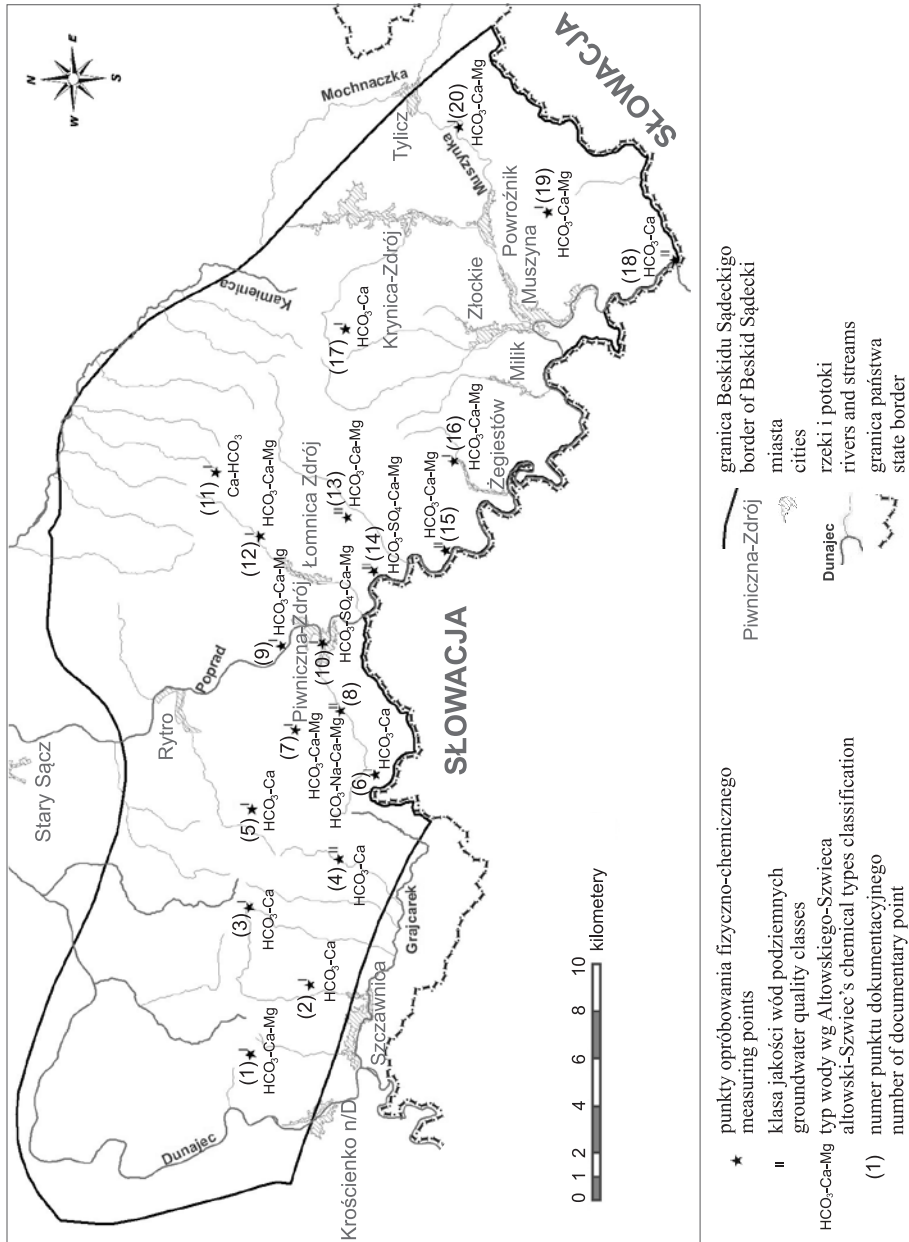 N
E
S
W
SŁOWACJA
Mochnaczka
Tylicz
(20)
I
HCO₃-Ca-Mg
Muszynka
Powroźnik
(19)
I
HCO₃-Ca-Mg
Muszyna
(18)
HCO₃-Ca
II
Krynica-Zdrój
Złockie
Milik
Kamienica
(17)
I
HCO₃-Ca
(16)
I
HCO₃-Ca-Mg
Żegiestów
(11)
I
Ca-HCO₃
(12)
I
HCO₃-Ca-Mg
Łomnica Zdrój
(13)
II
HCO₃-Ca-Mg
(14)
II
HCO₃-SO₄-Ca-Mg
(15)
II
HCO₃-Ca-Mg
(9)
I
HCO₃-Ca-Mg
Piwniczna-Zdrój
(10)
I
HCO₃-SO₄-Ca-Mg
Poprad
Rytro
Stary Sącz
(7)
I
HCO₃-Ca-Mg
(8)
II
HCO₃-Na-Ca-Mg
(6)
I
HCO₃-Ca
SŁOWACJA
(5)
I
HCO₃-Ca
(4)
II
HCO₃-Ca
(3)
I
HCO₃-Ca
(2)
I
HCO₃-Ca
(1)
I
HCO₃-Ca-Mg
Grajcarek
Szczawnica
Dunajec
Krościenko n/D
0 1 2 4 6 8 10
kilometery
punkty opróbowania fizyczno-chemicznego
measuring points
II
klasa jakości wód podziemnych
groundwater quality classes
HCO₃-Ca-Mg
typ wody wg Altowskiego-Szwieca
altowski-Szwiec's chemical types classification
(1)
numer punktu dokumentacyjnego
number of documentary point
granica Beskidu Sądeckigo
border of Beskid Sądecki
Piwniczna-Zdrój
miasta
cities
Dunajec
rzeki i potoki
rivers and streams
granica państwa
state border